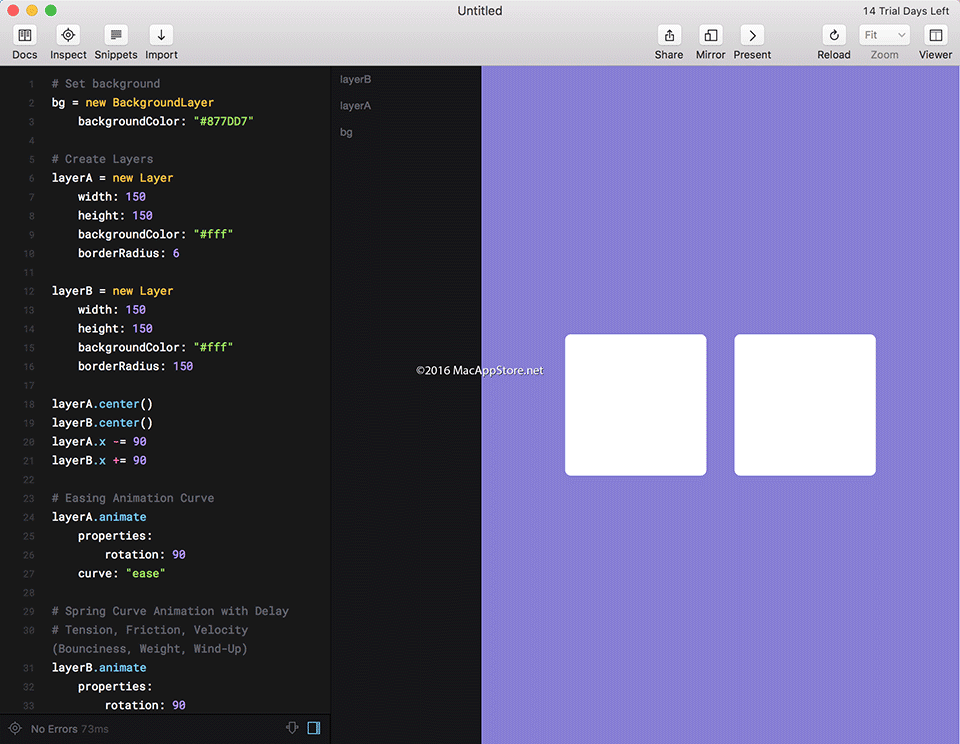 Untitled
14 Trial Days Left
Docs Inspect Snippets Import Share Mirror Present Reload Fit Zoom Viewer
1 # Set background
2 bg = new BackgroundLayer
3 backgroundColor: "#877DD7"
4
5 # Create Layers
6 layerA = new Layer
7 width: 150
8 height: 150
9 backgroundColor: "#fff"
10 borderRadius: 6
11
12 layerB = new Layer
13 width: 150
14 height: 150
15 backgroundColor: "#fff"
16 borderRadius: 150
17
18 layerA.center()
19 layerB.center()
20 layerA.x -= 90
21 layerB.x += 90
22
23 # Easing Animation Curve
24 layerA.animate
25 properties:
26 rotation: 90
27 curve: "ease"
28
29 # Spring Curve Animation with Delay
30 # Tension, Friction, Velocity
(Bounciness, Weight, Wind-Up)
31 layerB.animate
32 properties:
33 rotation: 90
No Errors 73ms
layerB
layerA
bg
©2016 MacAppStore.net